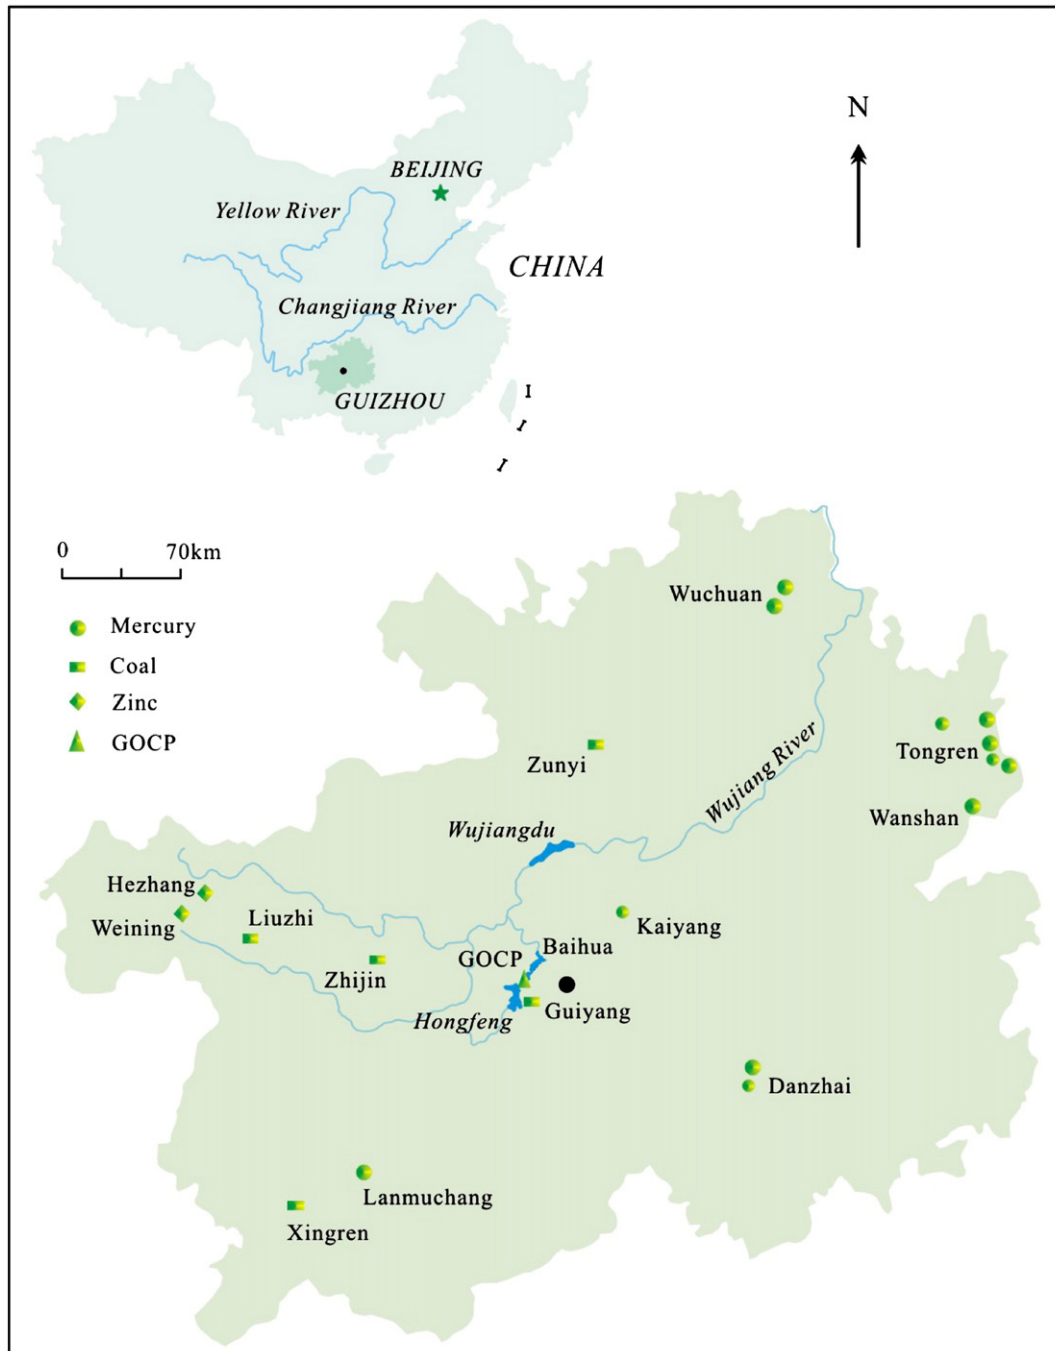 N
BEIJING
Yellow River
CHINA
Changjiang River
GUIZHOU
0 70km
Mercury
Coal
Zinc
GOCP
Wuchuan
Zunyi
Tongren
Wujiang River
Wanshan
Wujiangdu
Hezhang
Weining
Liuzhi
Kaiyang
Baihua
GOCP
Zhijin
Guiyang
Hongfeng
Danzhai
Lanmuchang
Xingren